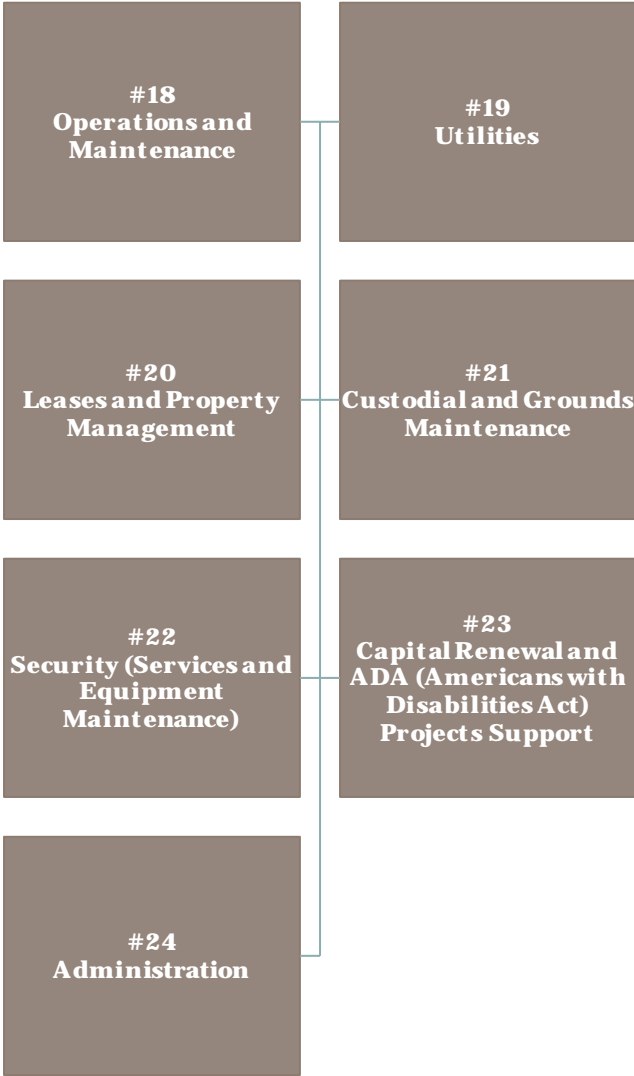 #18
Operations and
Maintenance
#19
Utilities
#20
Leases and Property
Management
#21
Custodial and Grounds
Maintenance
#22
Security (Services and
Equipment
Maintenance)
#23
Capital Renewal and
ADA (Americans with
Disabilities Act)
Projects Support
#24
Administration